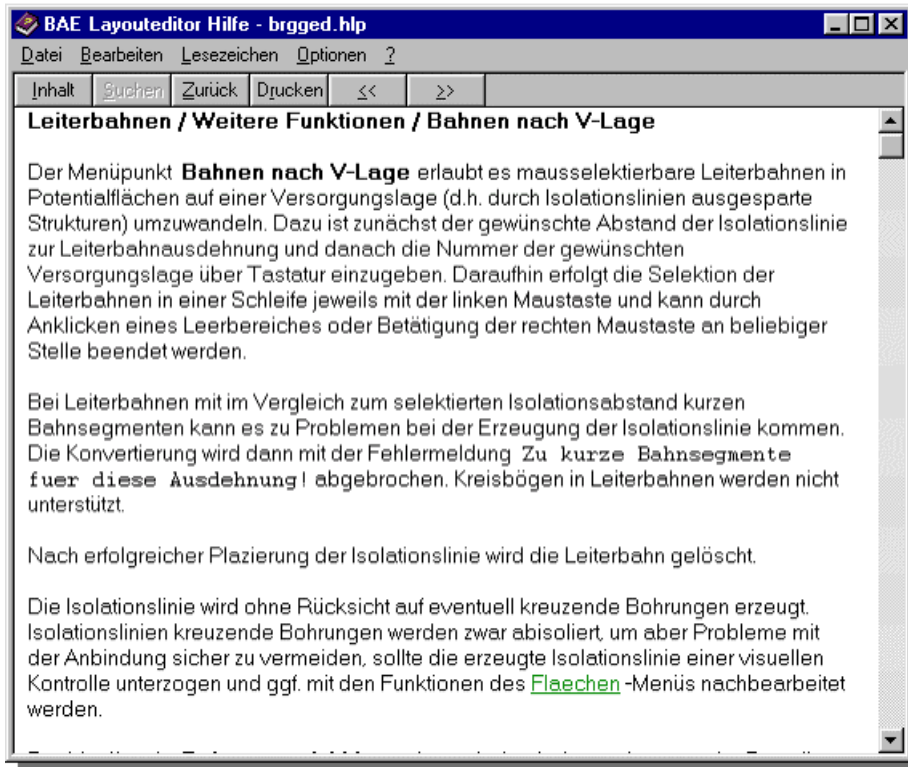 BAE Layouteditor Hilfe - brgged.hlp
Datei Bearbeiten Lesezeichen Optionen ?
Inhalt Suchen Zurück Drucken << >>
Leiterbahnen / Weitere Funktionen / Bahnen nach V-Lage
Der Menüpunkt Bahnen nach V-Lage erlaubt es mausselektierbare Leiterbahnen in
Potentialflächen auf einer Versorgungslage (d.h. durch Isolationslinien ausgesparte
Strukturen) umzuwandeln. Dazu ist zunächst der gewünschte Abstand der Isolationslinie
zur Leiterbahnausdehnung und danach die Nummer der gewünschten
Versorgungslage über Tastatur einzugeben. Daraufhin erfolgt die Selektion der
Leiterbahnen in einer Schleife jeweils mit der linken Maustaste und kann durch
Anklicken eines Leerbereiches oder Betätigung der rechten Maustaste an beliebiger
Stelle beendet werden.
Bei Leiterbahnen mit im Vergleich zum selektierten Isolationsabstand kurzen
Bahnsegmenten kann es zu Problemen bei der Erzeugung der Isolationslinie kommen.
Die Konvertierung wird dann mit der Fehlermeldung Zu kurze Bahnsegmente
fuer diese Ausdehnung! abgebrochen. Kreisbögen in Leiterbahnen werden nicht
unterstützt.
Nach erfolgreicher Plazierung der Isolationslinie wird die Leiterbahn gelöscht.
Die Isolationslinie wird ohne Rücksicht auf eventuell kreuzende Bohrungen erzeugt.
Isolationslinien kreuzende Bohrungen werden zwar abisoliert, um aber Probleme mit
der Anbindung sicher zu vermeiden, sollte die erzeugte Isolationslinie einer visuellen
Kontrolle unterzogen und ggf. mit den Funktionen des Flaechen -Menüs nachbearbeitet
werden.